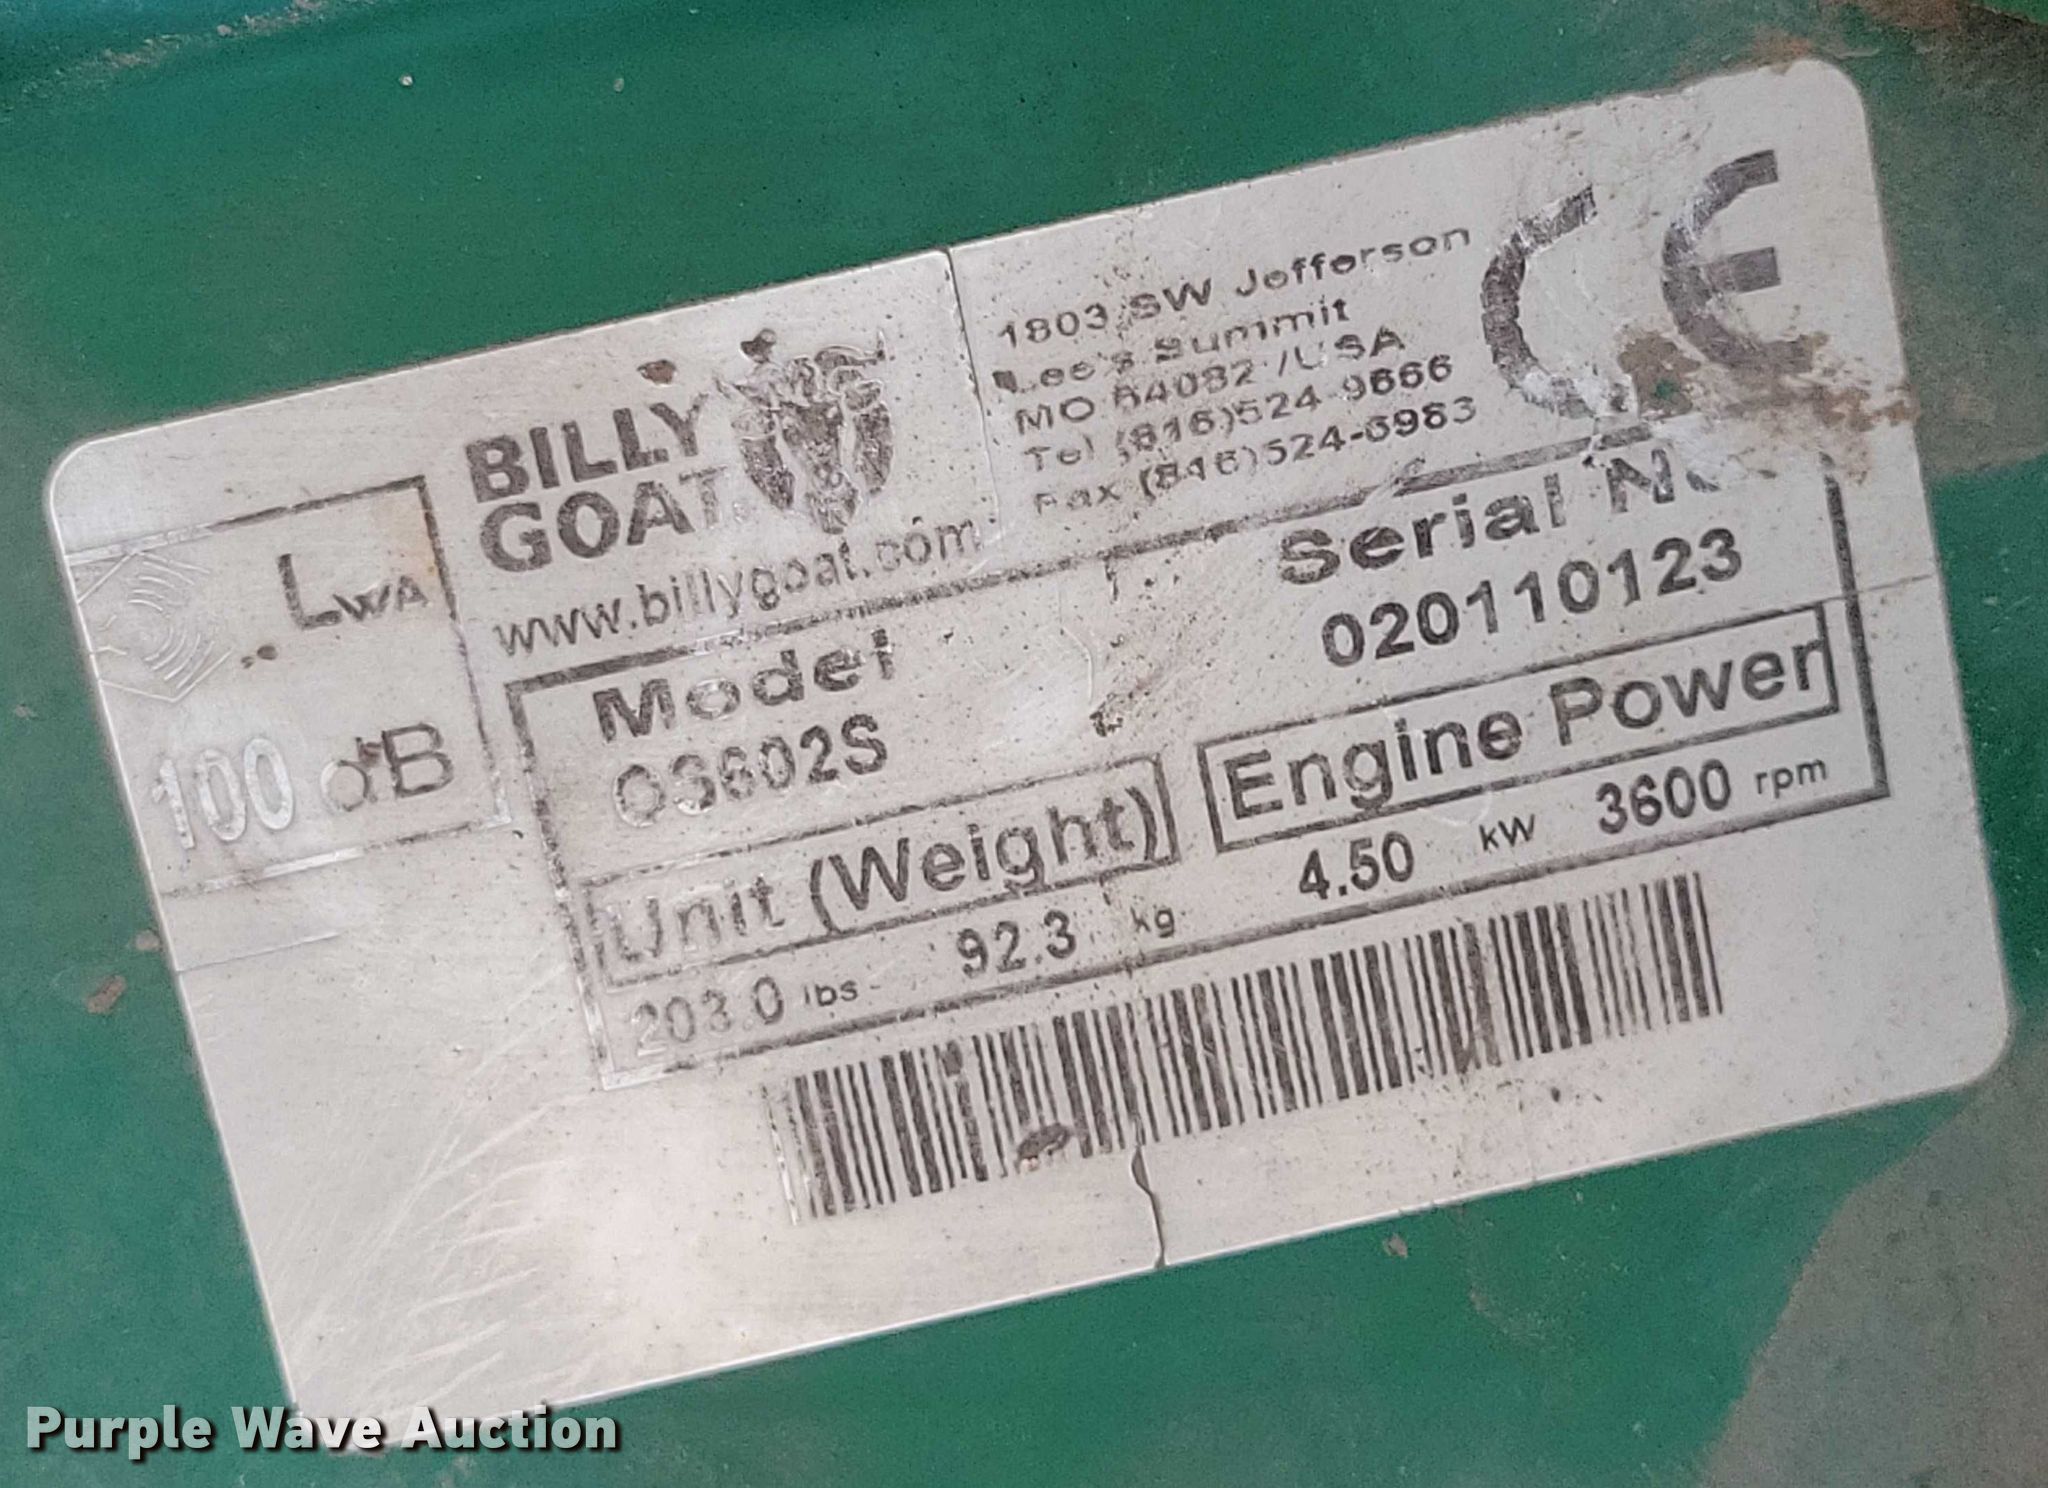 BILLY
GOAT
www.billygoat.com
1803 SW Jefferson
Lee's Summit
MO 64082 /USA
Tel (816)524-9666
Fax (816)524-6983
CE
LWA
100 dB
Model
OS602S
Serial
020110123
Unit (Weight)
203.0 lbs 92.3 kg
Engine Power
4.50 kW 3600 rpm
Purple Wave Auction